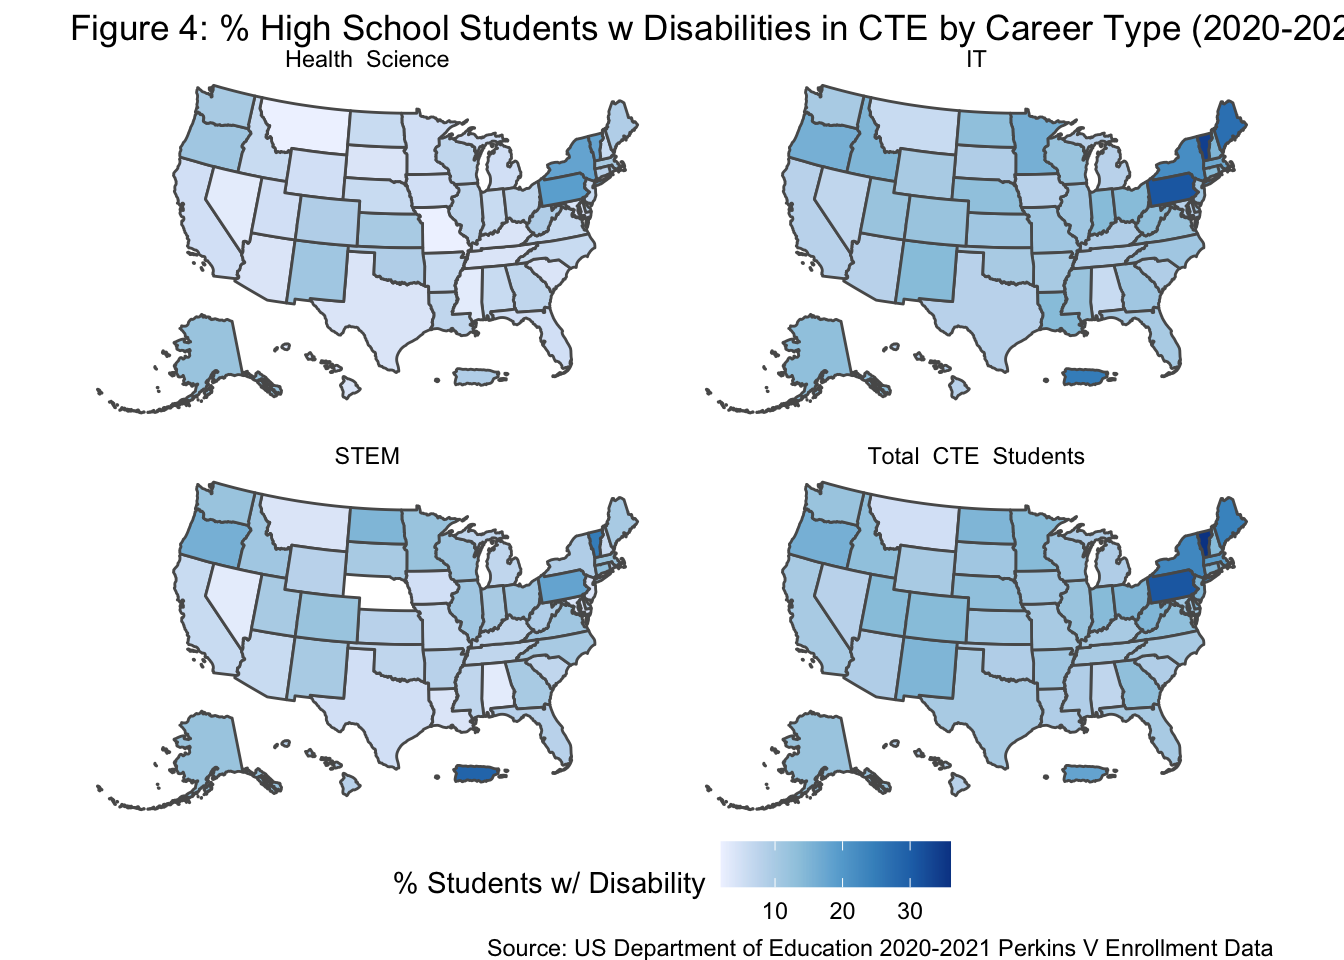 Figure 4: % High School Students w Disabilities in CTE by Career Type (2020-202
Health Science
IT
STEM
Total CTE Students
% Students w/ Disability
10 20 30
Source: US Department of Education 2020-2021 Perkins V Enrollment Data